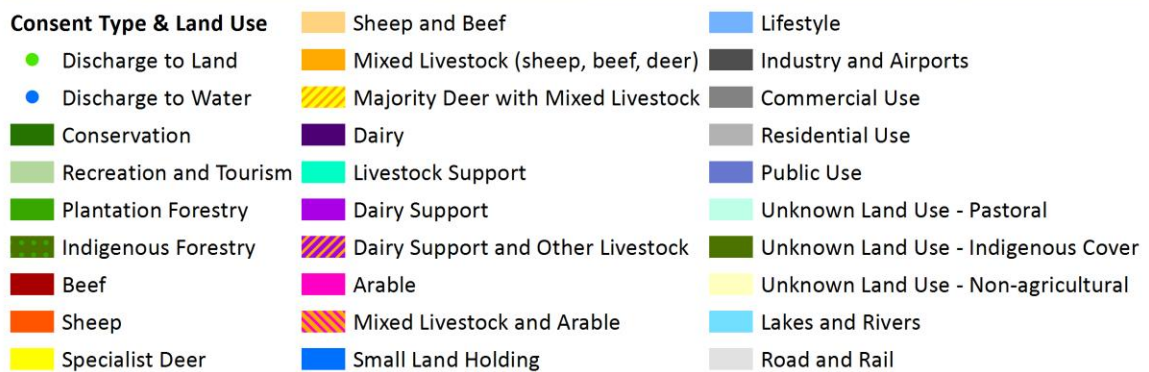 Consent Type & Land Use
Discharge to Land
Discharge to Water
Conservation
Recreation and Tourism
Plantation Forestry
Indigenous Forestry
Beef
Sheep
Specialist Deer
Sheep and Beef
Mixed Livestock (sheep, beef, deer)
Majority Deer with Mixed Livestock
Dairy
Livestock Support
Dairy Support
Dairy Support and Other Livestock
Arable
Mixed Livestock and Arable
Small Land Holding
Lifestyle
Industry and Airports
Commercial Use
Residential Use
Public Use
Unknown Land Use - Pastoral
Unknown Land Use - Indigenous Cover
Unknown Land Use - Non-agricultural
Lakes and Rivers
Road and Rail